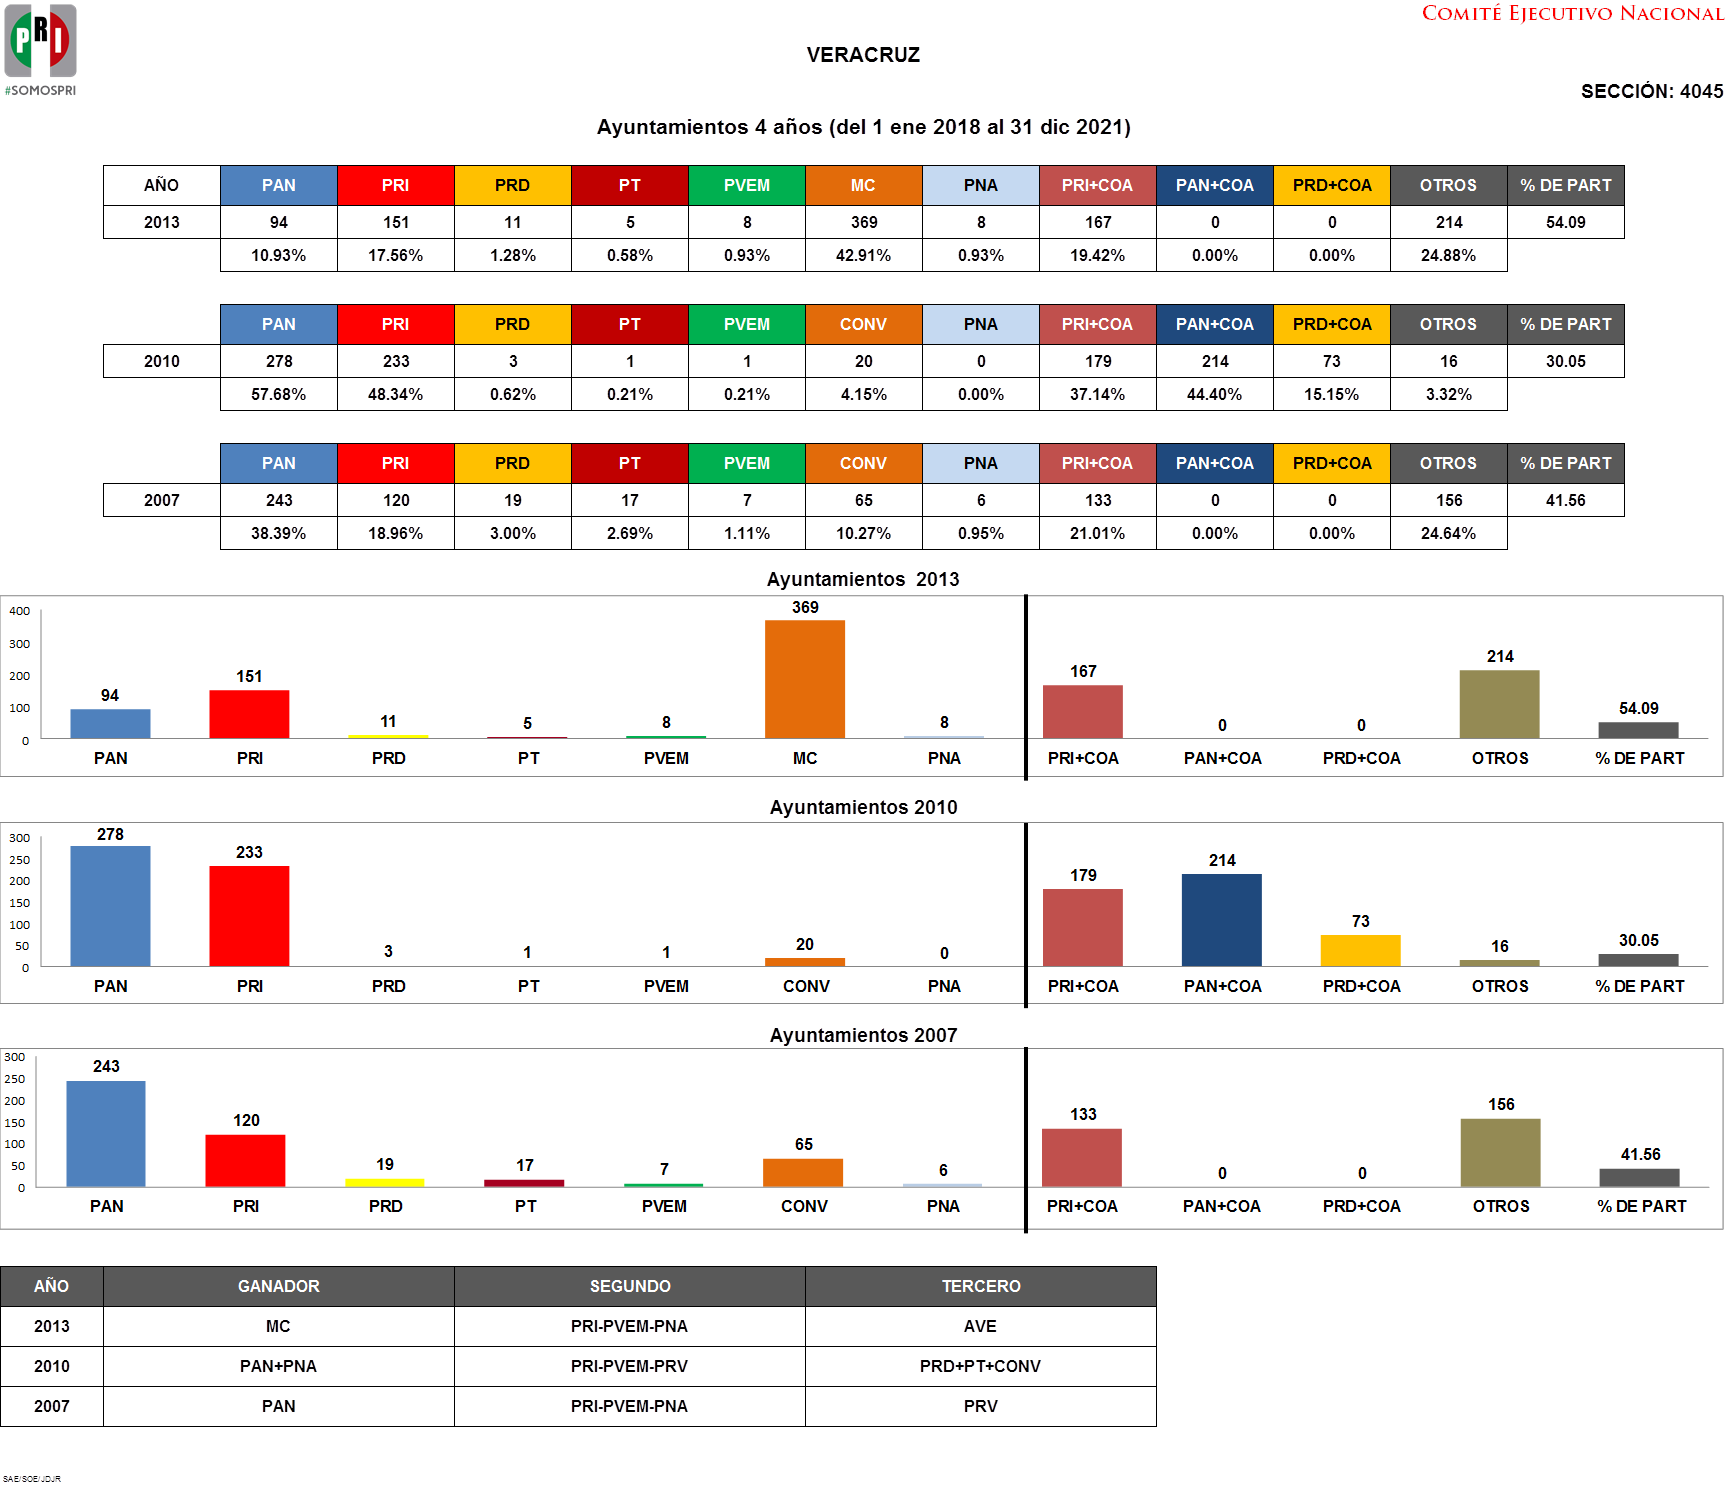 PRI
#SOMOSPRI
COMITÉ EJECUTIVO NACIONAL
VERACRUZ
SECCIÓN: 4045
Ayuntamientos 4 años (del 1 ene 2018 al 31 dic 2021)
AÑO PAN PRI PRD PT PVEM MC PNA PRI+COA PAN+COA PRD+COA OTROS % DE PART
2013 94 151 11 5 8 369 8 167 0 0 214 54.09
10.93% 17.56% 1.28% 0.58% 0.93% 42.91% 0.93% 19.42% 0.00% 0.00% 24.88%
PAN PRI PRD PT PVEM CONV PNA PRI+COA PAN+COA PRD+COA OTROS % DE PART
2010 278 233 3 1 1 20 0 179 214 73 16 30.05
57.68% 48.34% 0.62% 0.21% 0.21% 4.15% 0.00% 37.14% 44.40% 15.15% 3.32%
PAN PRI PRD PT PVEM CONV PNA PRI+COA PAN+COA PRD+COA OTROS % DE PART
2007 243 120 19 17 7 65 6 133 0 0 156 41.56
38.39% 18.96% 3.00% 2.69% 1.11% 10.27% 0.95% 21.01% 0.00% 0.00% 24.64%
Ayuntamientos 2013
400
300
200
100
0
94 151 11 5 8 369 8 167 0 0 214 54.09
PAN PRI PRD PT PVEM MC PNA PRI+COA PAN+COA PRD+COA OTROS % DE PART
Ayuntamientos 2010
300
250
200
150
100
50
0
278 233 3 1 1 20 0 179 214 73 16 30.05
PAN PRI PRD PT PVEM CONV PNA PRI+COA PAN+COA PRD+COA OTROS % DE PART
Ayuntamientos 2007
300
250
200
150
100
50
0
243 120 19 17 7 65 6 133 0 0 156 41.56
PAN PRI PRD PT PVEM CONV PNA PRI+COA PAN+COA PRD+COA OTROS % DE PART
AÑO GANADOR SEGUNDO TERCERO
2013 MC PRI-PVEM-PNA AVE
2010 PAN+PNA PRI-PVEM-PRV PRD+PT+CONV
2007 PAN PRI-PVEM-PNA PRV
SAE/SOE/JDJR